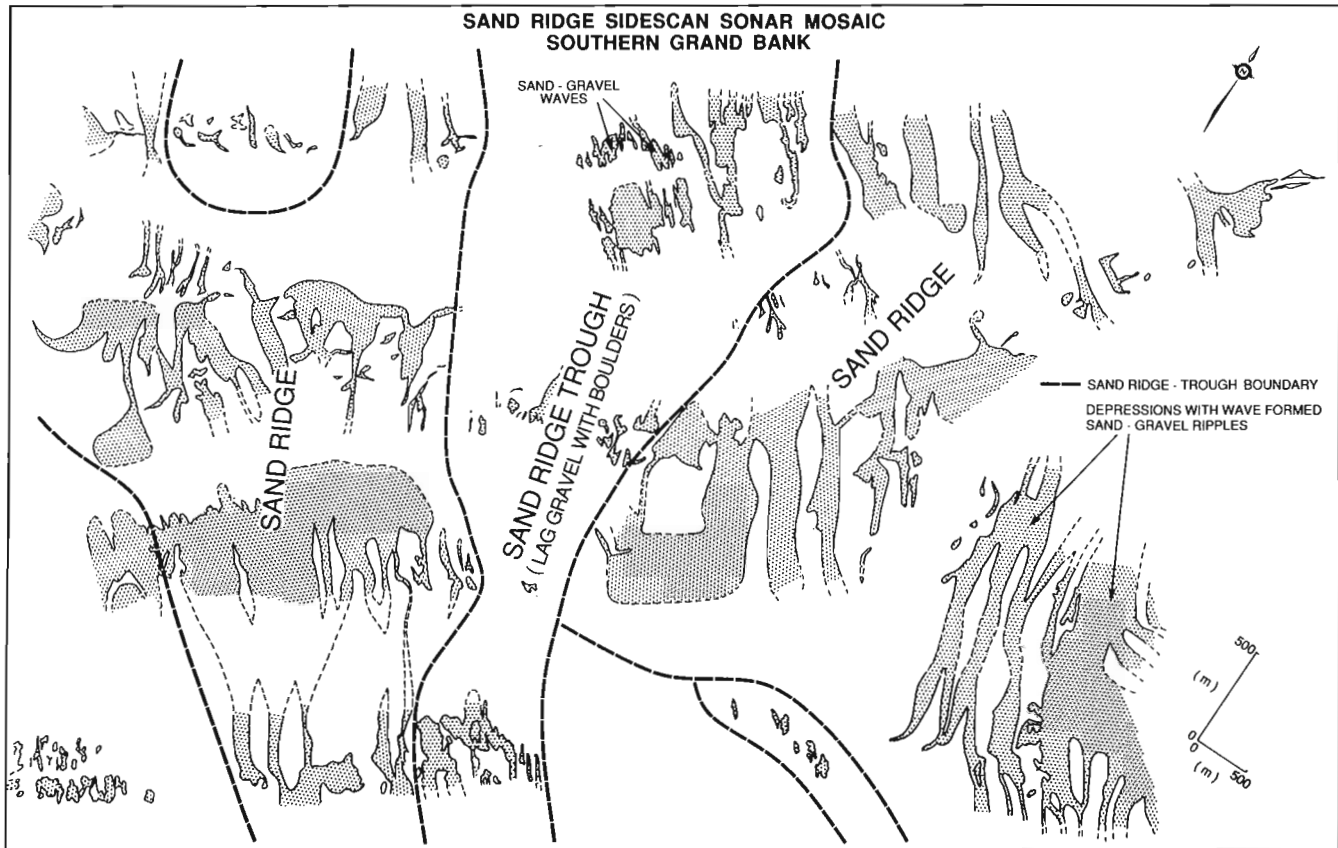 SAND RIDGE SIDESCAN SONAR MOSAIC
SOUTHERN GRAND BANK
SAND - GRAVEL
WAVES
N
SAND RIDGE
SAND RIDGE TROUGH
(LAG GRAVEL WITH BOULDERS)
SAND RIDGE
SAND RIDGE - TROUGH BOUNDARY
DEPRESSIONS WITH WAVE FORMED
SAND - GRAVEL RIPPLES
500
(m)
0
0
(m)
500